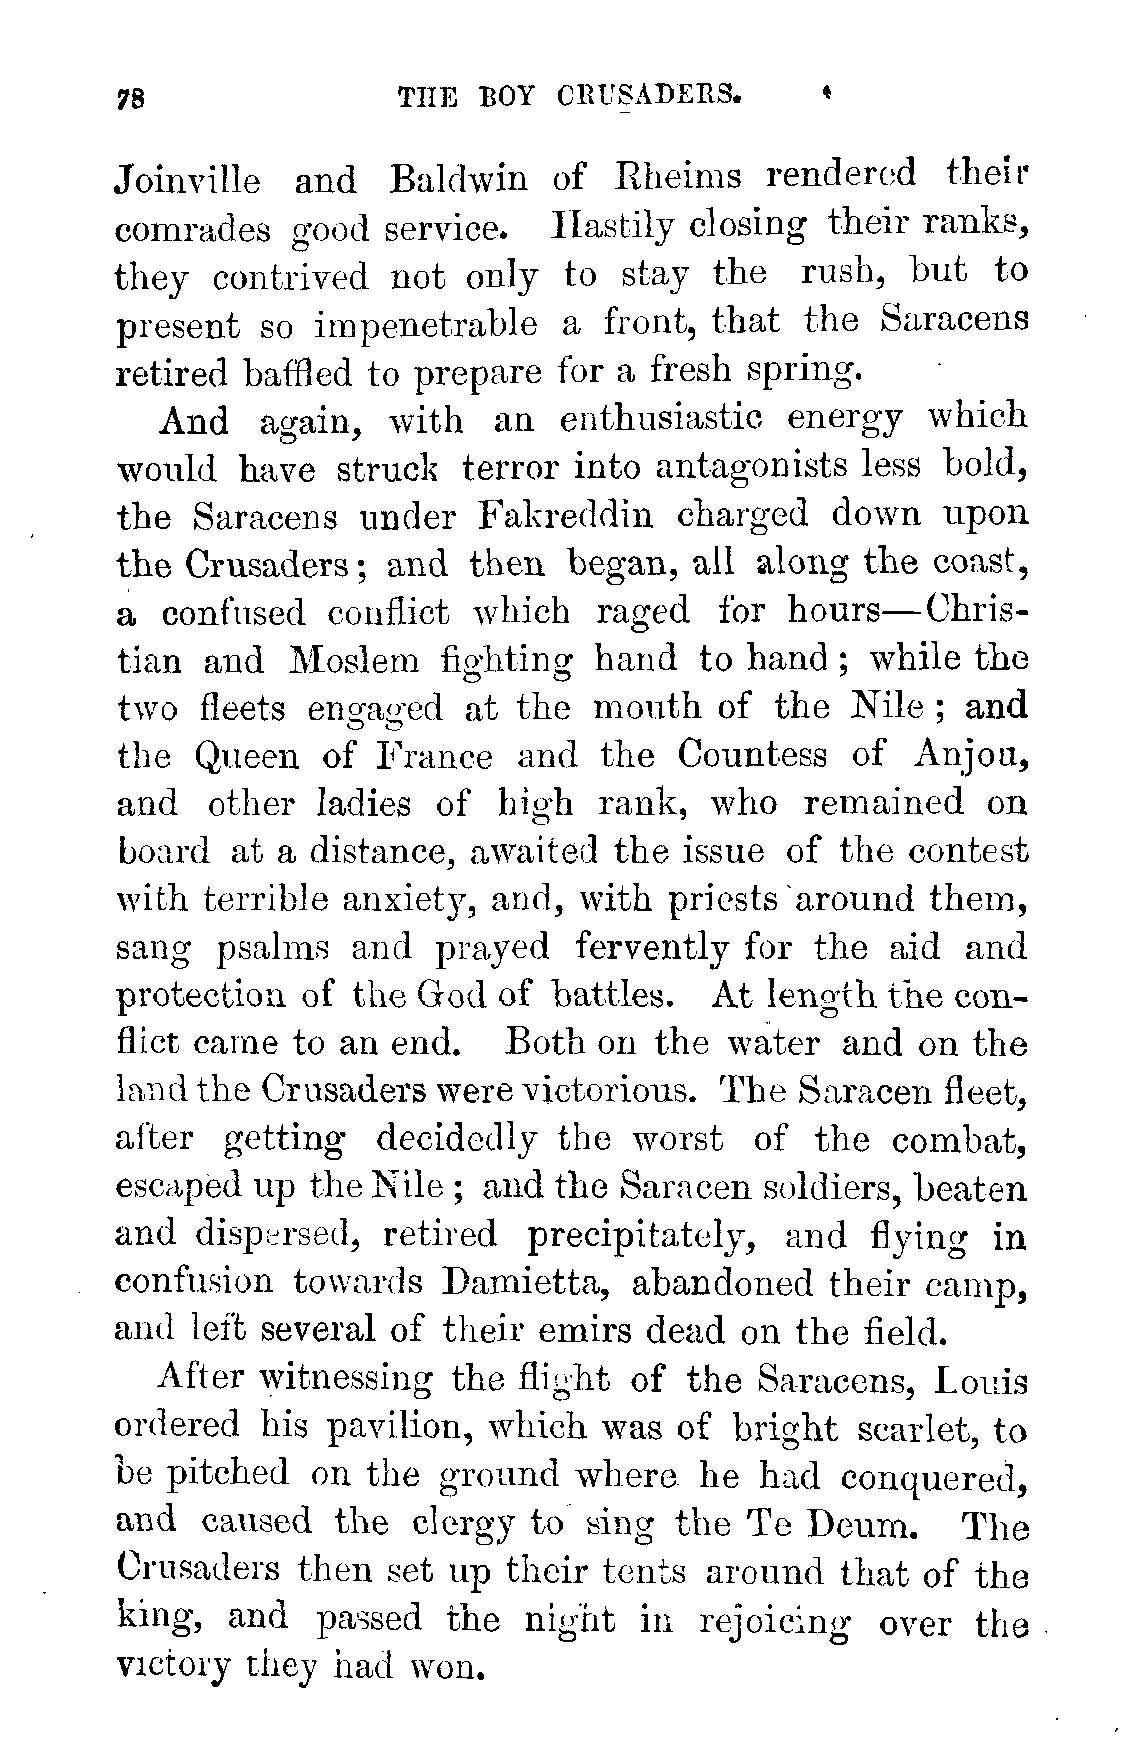 78 THE BOY CRUSADERS.
Joinville and Baldwin of Rheims rendered their
comrades good service. Hastily closing their ranks,
they contrived not only to stay the rush, but to
present so impenetrable a front, that the Saracens
retired baffled to prepare for a fresh spring.
And again, with an enthusiastic energy which
would have struck terror into antagonists less bold,
the Saracens under Fakreddin charged down upon
the Crusaders; and then began, all along the coast,
a confused conflict which raged for hours—Chris-
tian and Moslem fighting hand to hand; while the
two fleets engaged at the mouth of the Nile; and
the Queen of France and the Countess of Anjou,
and other ladies of high rank, who remained on
board at a distance, awaited the issue of the contest
with terrible anxiety, and, with priests around them,
sang psalms and prayed fervently for the aid and
protection of the God of battles. At length the con-
flict came to an end. Both on the water and on the
land the Crusaders were victorious. The Saracen fleet,
after getting decidedly the worst of the combat,
escaped up the Nile; and the Saracen soldiers, beaten
and dispersed, retired precipitately, and flying in
confusion towards Damietta, abandoned their camp,
and left several of their emirs dead on the field.
After witnessing the flight of the Saracens, Louis
ordered his pavilion, which was of bright scarlet, to
be pitched on the ground where he had conquered,
and caused the clergy to sing the Te Deum. The
Crusaders then set up their tents around that of the
king, and passed the night in rejoicing over the
victory they had won.